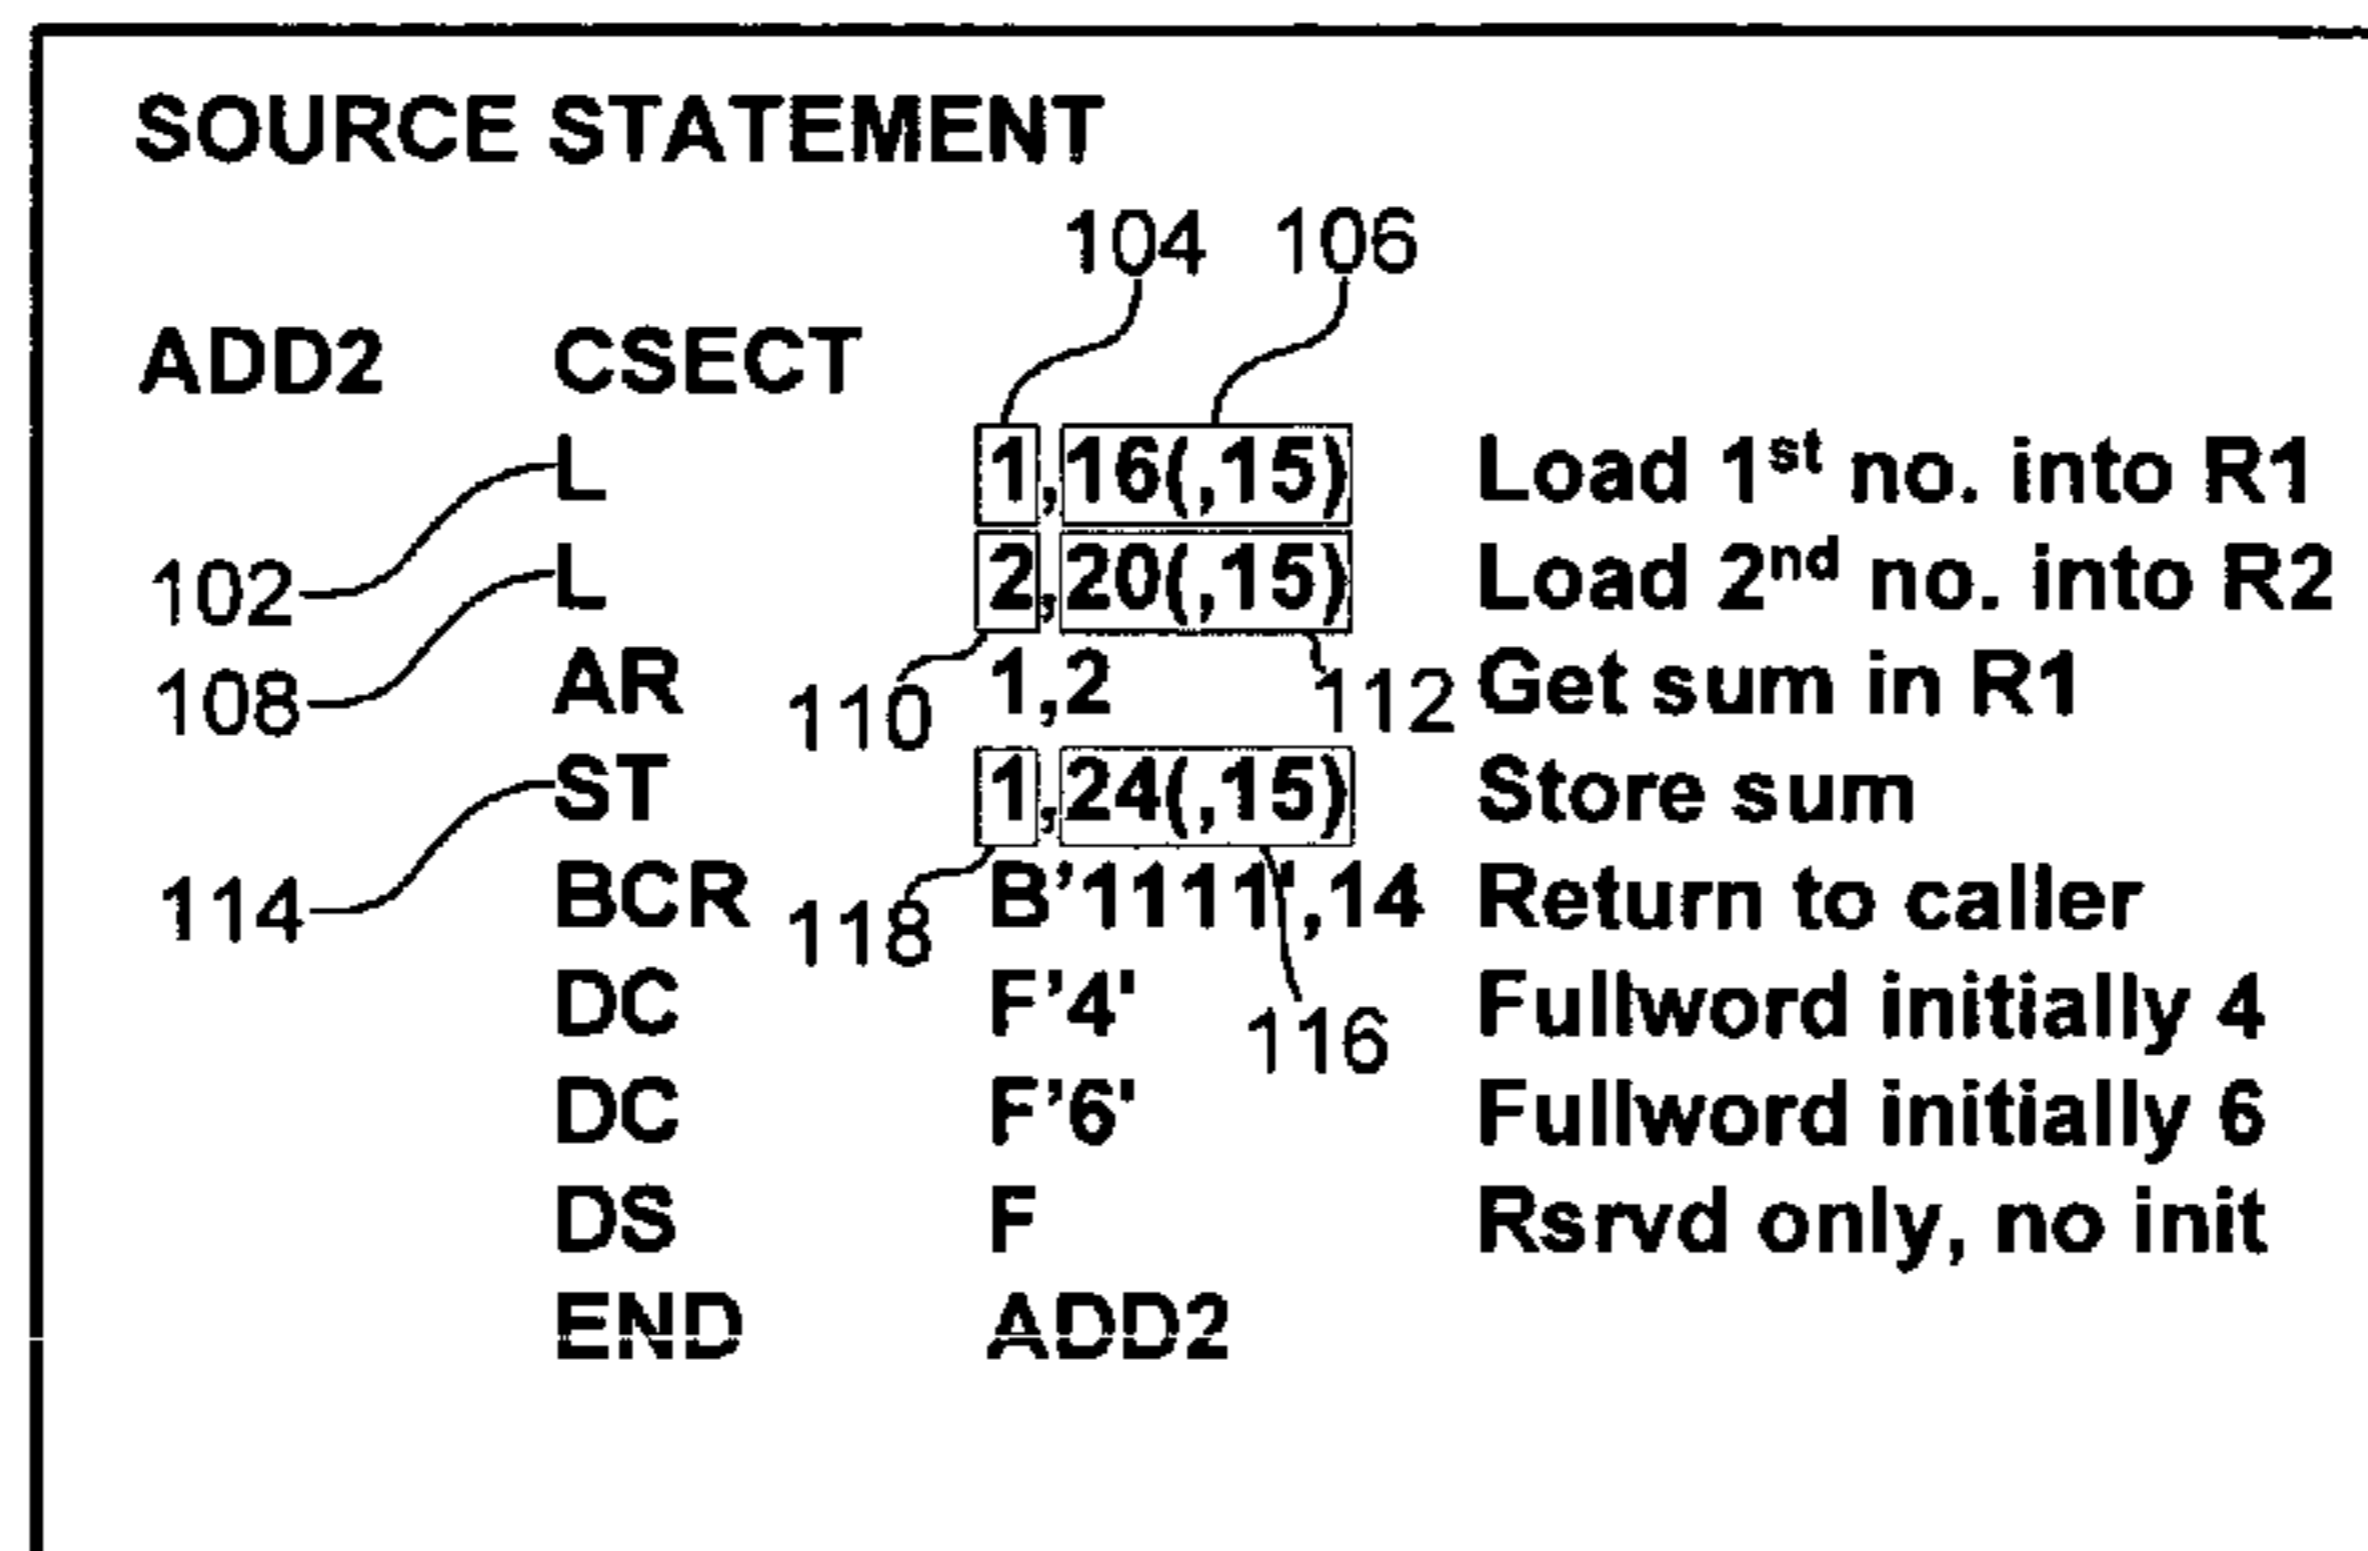 SOURCE STATEMENT
104 106
ADD2 CSECT
L 1,16(,15) Load 1st no. into R1
102 L 2,20(,15) Load 2nd no. into R2
108 AR 110 1,2 112 Get sum in R1
ST 1,24(,15) Store sum
114 BCR 118 B'1111',14 Return to caller
DC F'4' Fullword initially 4
116
DC F'6' Fullword initially 6
DS F Rsrvd only, no init
END ADD2